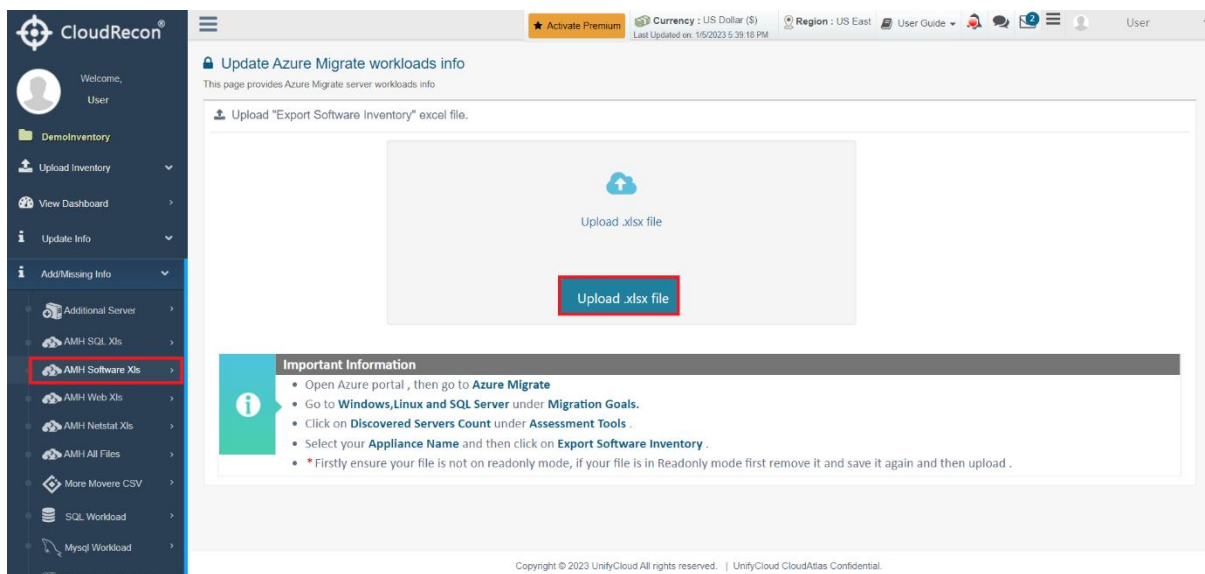 CloudRecon®
Activate Premium
Currency : US Dollar ($)
Last Updated on: 1/5/2023 5:39:18 PM
Region : US East
User Guide
2
User
Welcome,
User
DemoInventory
Upload Inventory
View Dashboard
Update Info
Add/Missing Info
Additional Server
AMH SQL Xls
AMH Software Xls
AMH Web Xls
AMH Netstat Xls
AMH All Files
More Movere CSV
SQL Workload
Mysql Workload
Update Azure Migrate workloads info
This page provides Azure Migrate server workloads info
Upload "Export Software Inventory" excel file.
Upload .xlsx file
Upload .xlsx file
Important Information
• Open Azure portal , then go to Azure Migrate
• Go to Windows,Linux and SQL Server under Migration Goals.
• Click on Discovered Servers Count under Assessment Tools .
• Select your Appliance Name and then click on Export Software Inventory .
• *Firstly ensure your file is not on readonly mode, if your file is in Readonly mode first remove it and save it again and then upload .
Copyright © 2023 UnifyCloud All rights reserved. | UnifyCloud CloudAtlas Confidential.